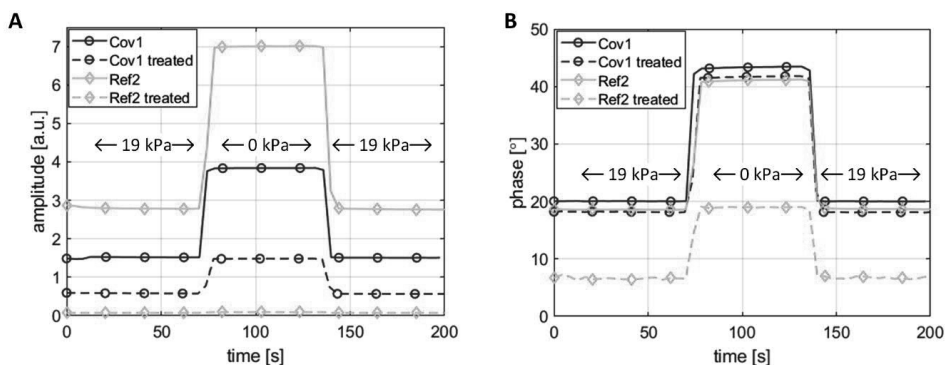 A
amplitude [a.u.]
7
6
5
4
3
2
1
0
Cov1
Cov1 treated
Ref2
Ref2 treated
← 19 kPa →
← 0 kPa →
← 19 kPa →
0
50
100
150
200
time [s]
B
phase [°]
50
40
30
20
10
0
Cov1
Cov1 treated
Ref2
Ref2 treated
← 19 kPa →
← 0 kPa →
← 19 kPa →
0
50
100
150
200
time [s]